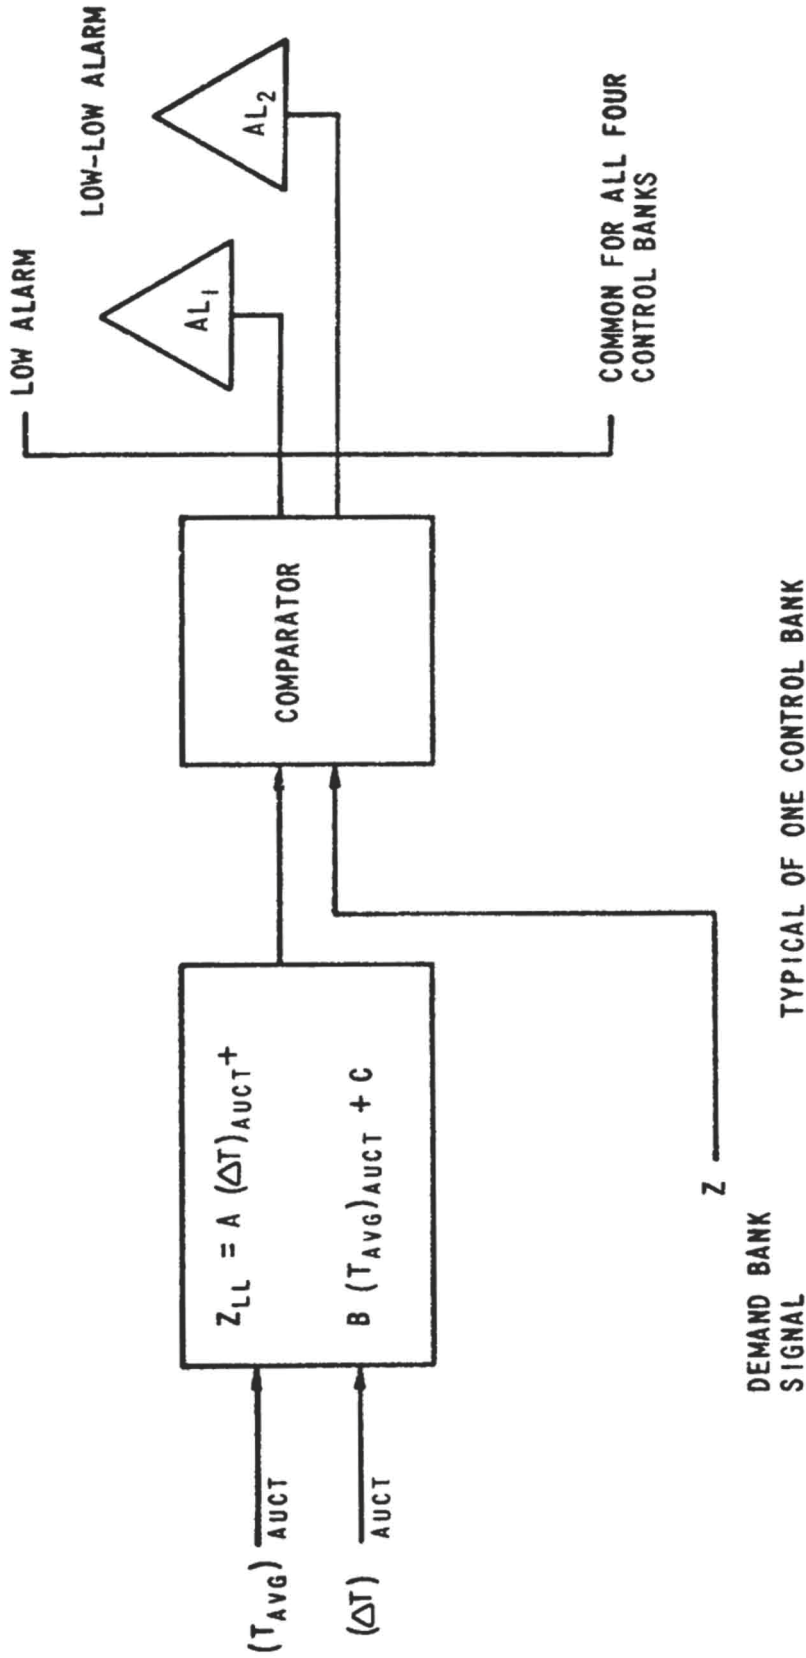 LOW ALARM
LOW-LOW ALARM
AL1
AL2
COMMON FOR ALL FOUR
CONTROL BANKS
COMPARATOR
ZLL = A (ΔT)AUCT+
B (TAVG)AUCT + C
(TAVG) AUCT
(ΔT) AUCT
Z
DEMAND BANK
SIGNAL
TYPICAL OF ONE CONTROL BANK